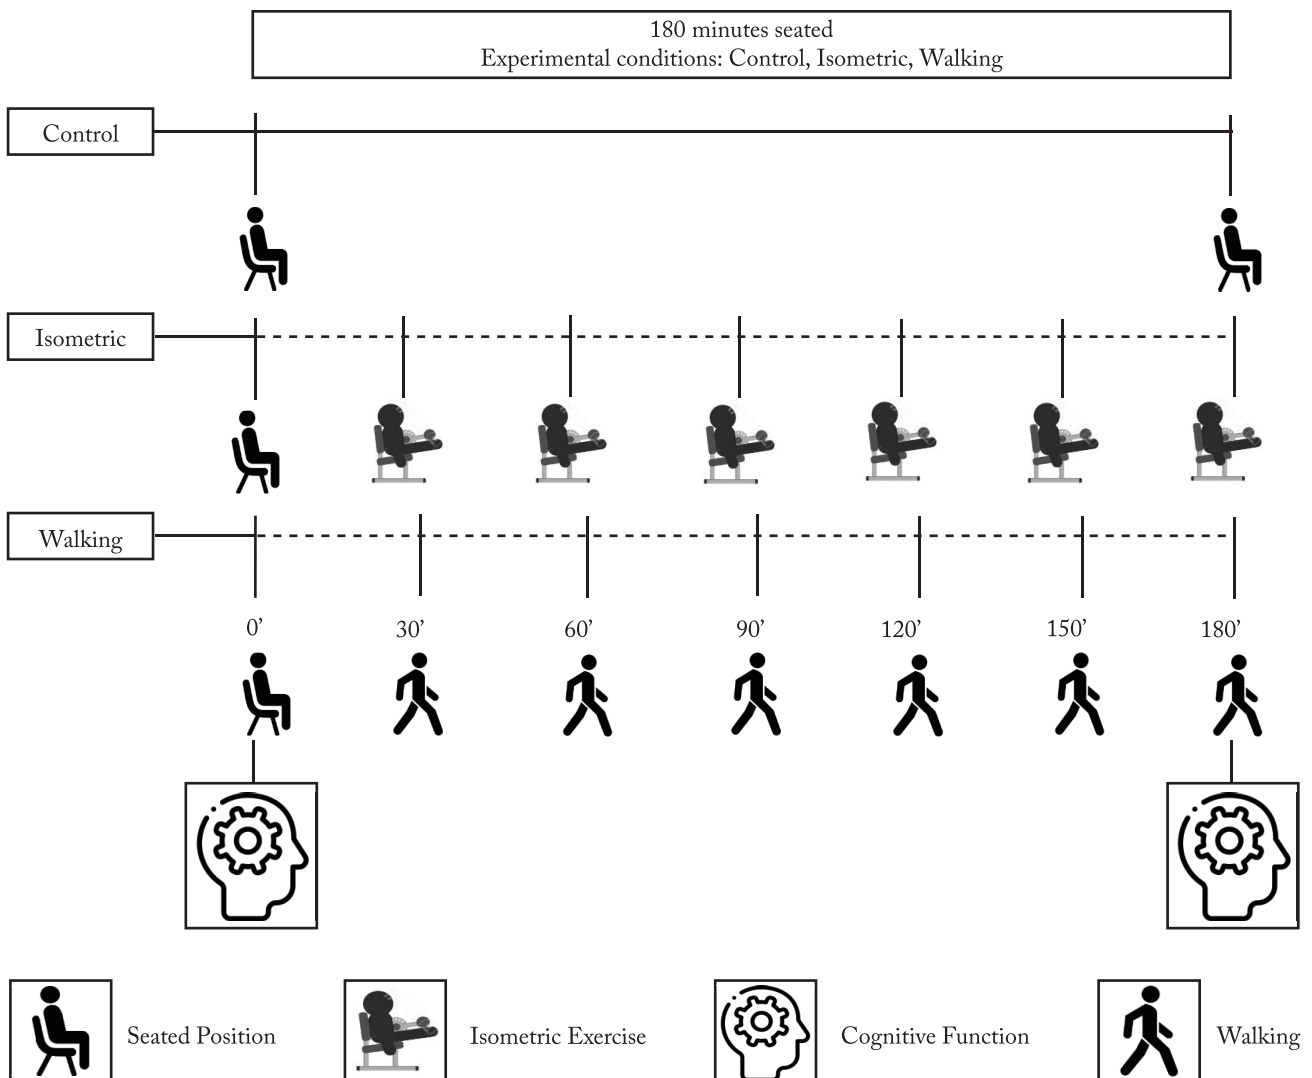 180 minutes seated
Experimental conditions: Control, Isometric, Walking
Control
Isometric
Walking
0’ 30’ 60’ 90’ 120’ 150’ 180’
Seated Position Isometric Exercise Cognitive Function Walking